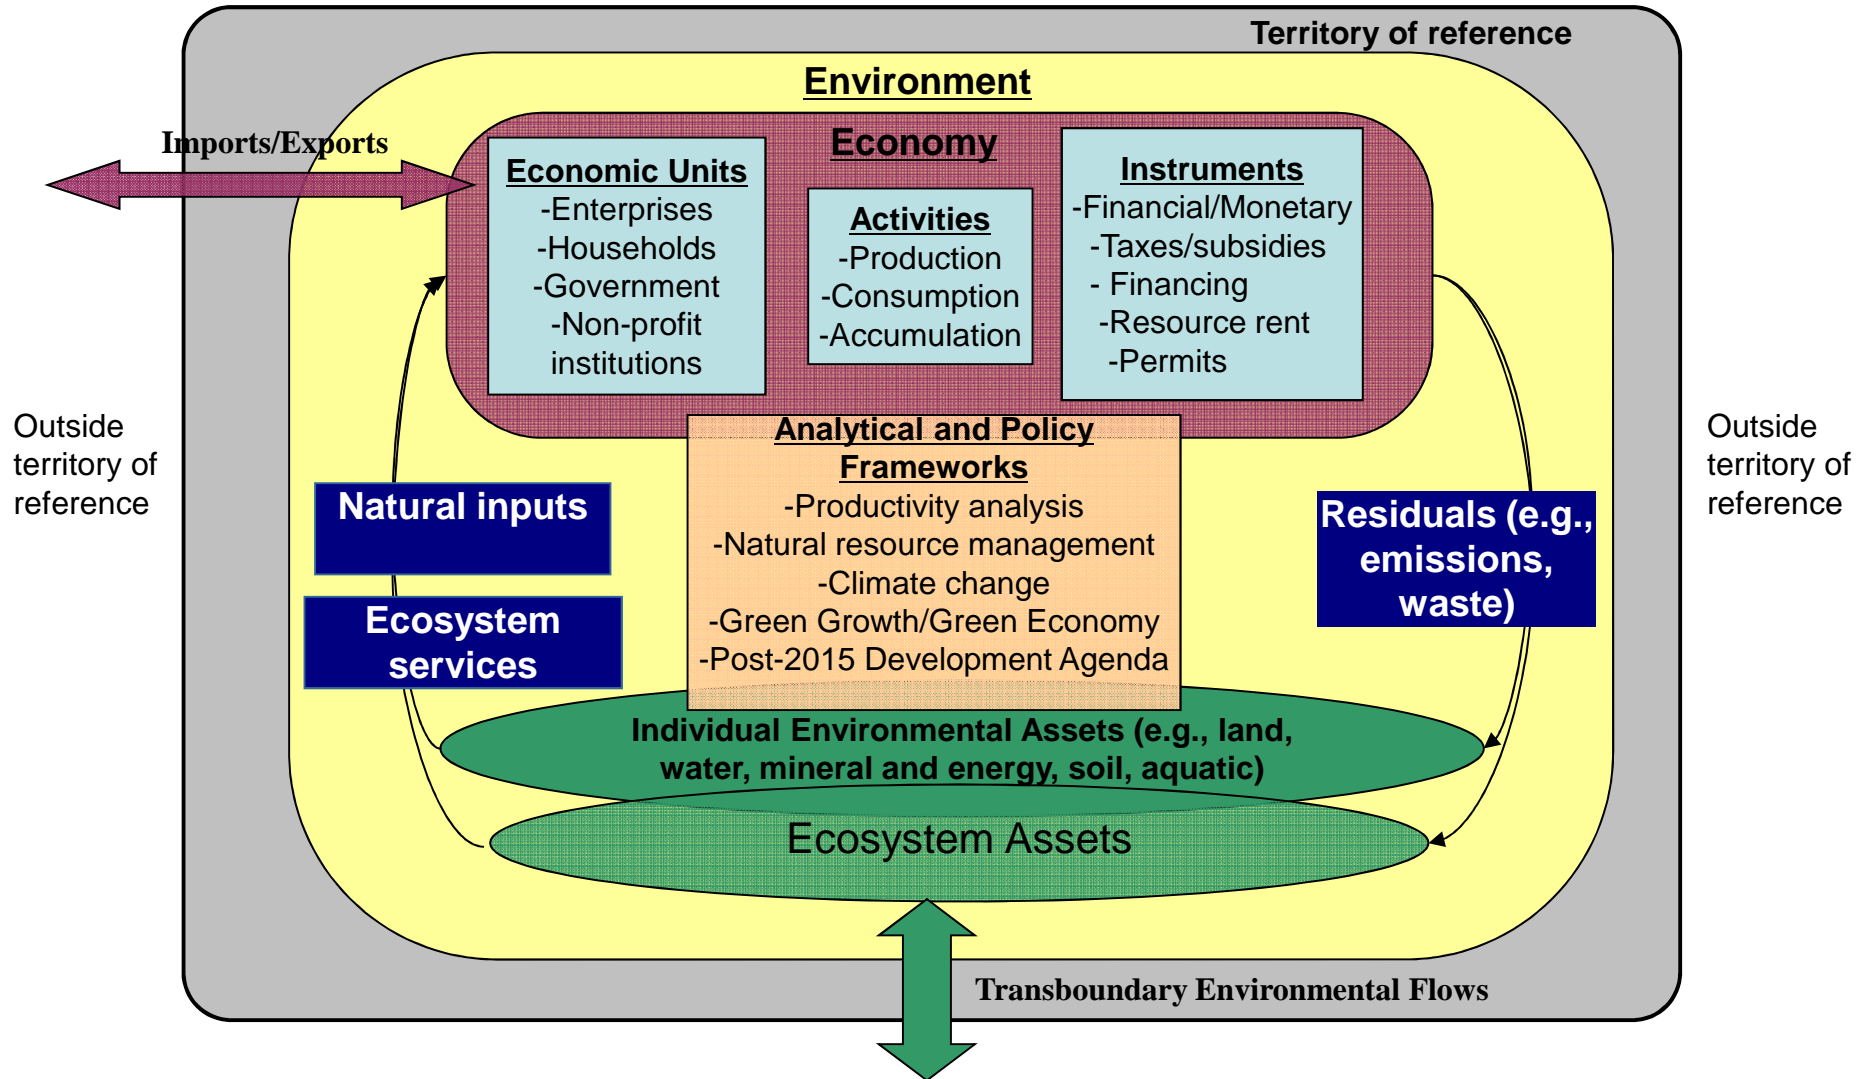 Territory of reference
Environment
Imports/Exports
Economy
Economic Units
-Enterprises
-Households
-Government
-Non-profit
institutions
Activities
-Production
-Consumption
-Accumulation
Instruments
-Financial/Monetary
-Taxes/subsidies
- Financing
-Resource rent
-Permits
Outside
territory of
reference
Analytical and Policy
Frameworks
-Productivity analysis
-Natural resource management
-Climate change
-Green Growth/Green Economy
-Post-2015 Development Agenda
Natural inputs
Ecosystem
services
Residuals (e.g.,
emissions,
waste)
Outside
territory of
reference
Individual Environmental Assets (e.g., land,
water, mineral and energy, soil, aquatic)
Ecosystem Assets
Transboundary Environmental Flows